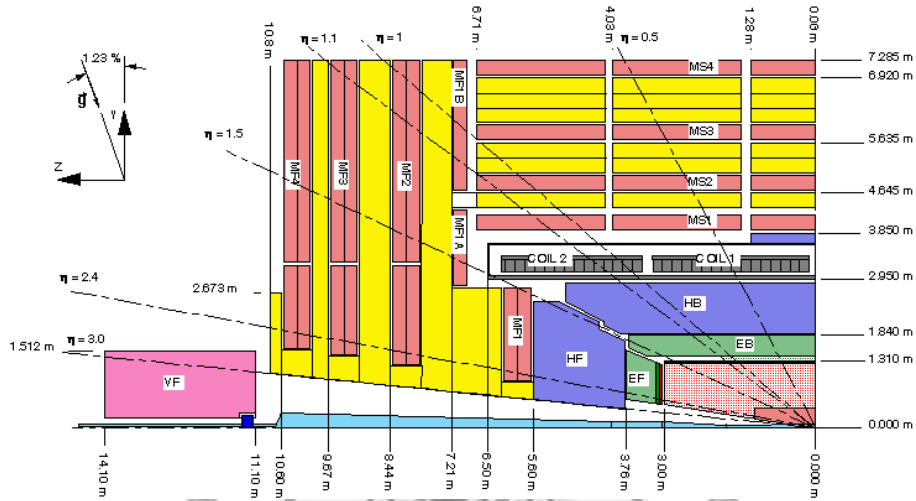 10.8 m
6.71 m
4.03 m
1.28 m
0.06 m
η = 1.1
η = 1
η = 0.5
1.23 %
g
Y
Z
η = 1.5
η = 2.4
η = 3.0
1.512 m
2.673 m
MF4
MF3
MF2
MF1B
MF1A
MF1
MS4
MS3
MS2
MS1
COIL 2
COIL 1
HB
EB
HF
EF
VF
7.285 m
6.920 m
5.635 m
4.645 m
3.850 m
2.950 m
1.840 m
1.310 m
0.000 m
14.10 m
11.10 m
10.60 m
9.67 m
8.44 m
7.21 m
6.50 m
5.60 m
3.76 m
3.00 m
0.000 m